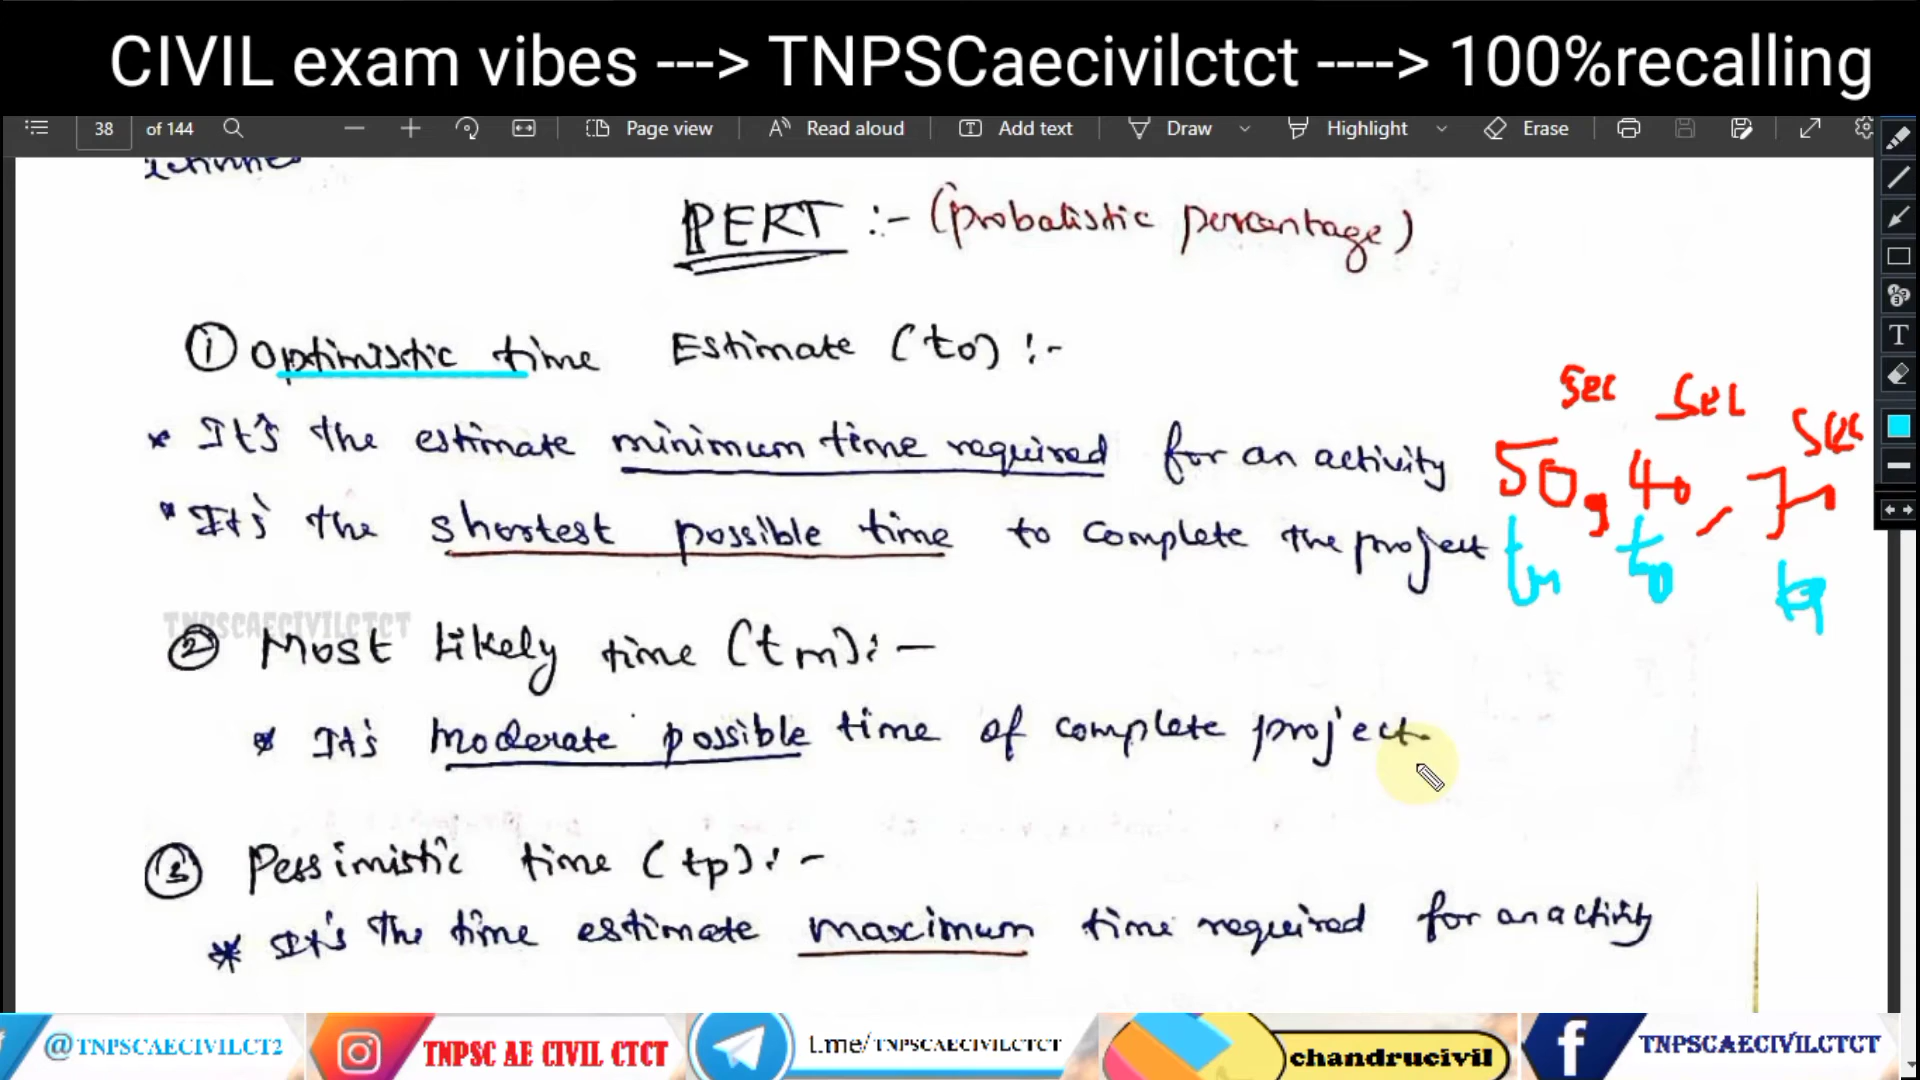 CIVIL exam vibes ---> TNPSCaecivilctct ----> 100%recalling
38 of 144 Page view Read aloud Add text Draw Highlight Erase
PERT :- (probalistic percentage)
① Optimistic time Estimate (to) :-
* It's the estimate minimum time required for an activity
* It's the shortest possible time to complete the project
sec sec sec
50, 40,
tm to tp
TNPSCAECIVILCTCT
② Most likely time (tm) :-
* It's moderate possible time of complete project
③ Pessimistic time (tp) :-
* It's the time estimate maximum time required for an activity
@TNPSCAECIVILCT2 TNPSC AE CIVIL CTCT t.me/TNPSCAECIVILCTCT chandrucivil TNPSCAECIVILCTCT